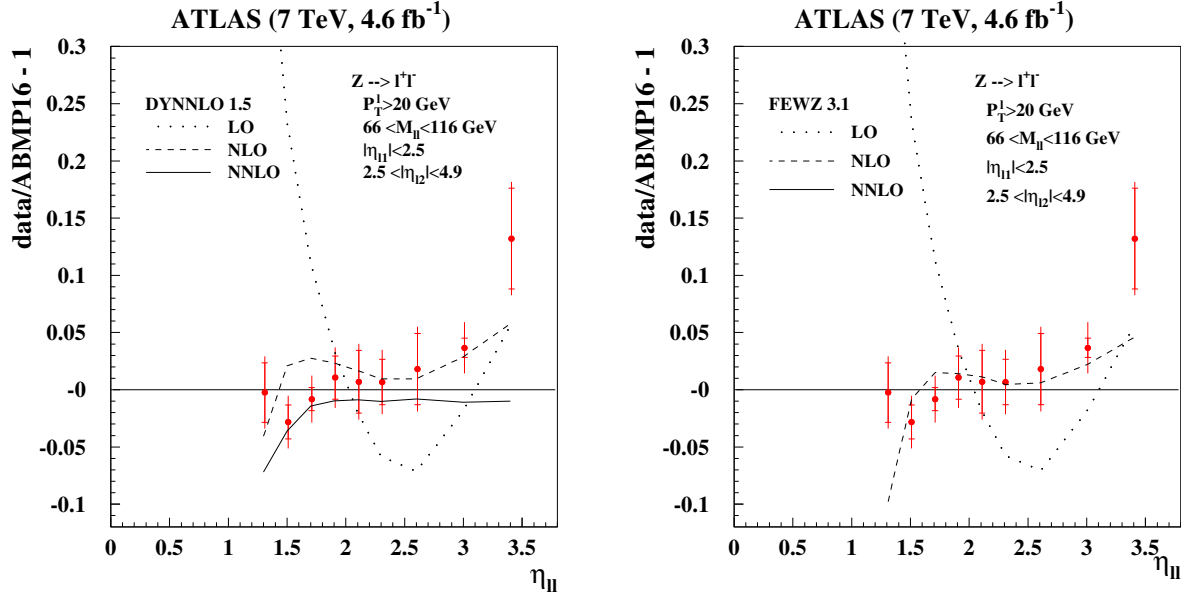 ATLAS (7 TeV, 4.6 fb⁻¹)
data/ABMP16 - 1
0.3
0.25
0.2
0.15
0.1
0.05
-0
-0.05
-0.1
0 0.5 1 1.5 2 2.5 3 3.5
η_ll
Z --> l⁺l⁻
DYNNLO 1.5
P_T^l>20 GeV
LO
66 <M_ll<116 GeV
NLO
|η_l1|<2.5
NNLO
2.5 <|η_l2|<4.9
ATLAS (7 TeV, 4.6 fb⁻¹)
data/ABMP16 - 1
0.3
0.25
0.2
0.15
0.1
0.05
-0
-0.05
-0.1
0 0.5 1 1.5 2 2.5 3 3.5
η_ll
Z --> l⁺l⁻
FEWZ 3.1
P_T^l>20 GeV
LO
66 <M_ll<116 GeV
NLO
|η_l1|<2.5
NNLO
2.5 <|η_l2|<4.9